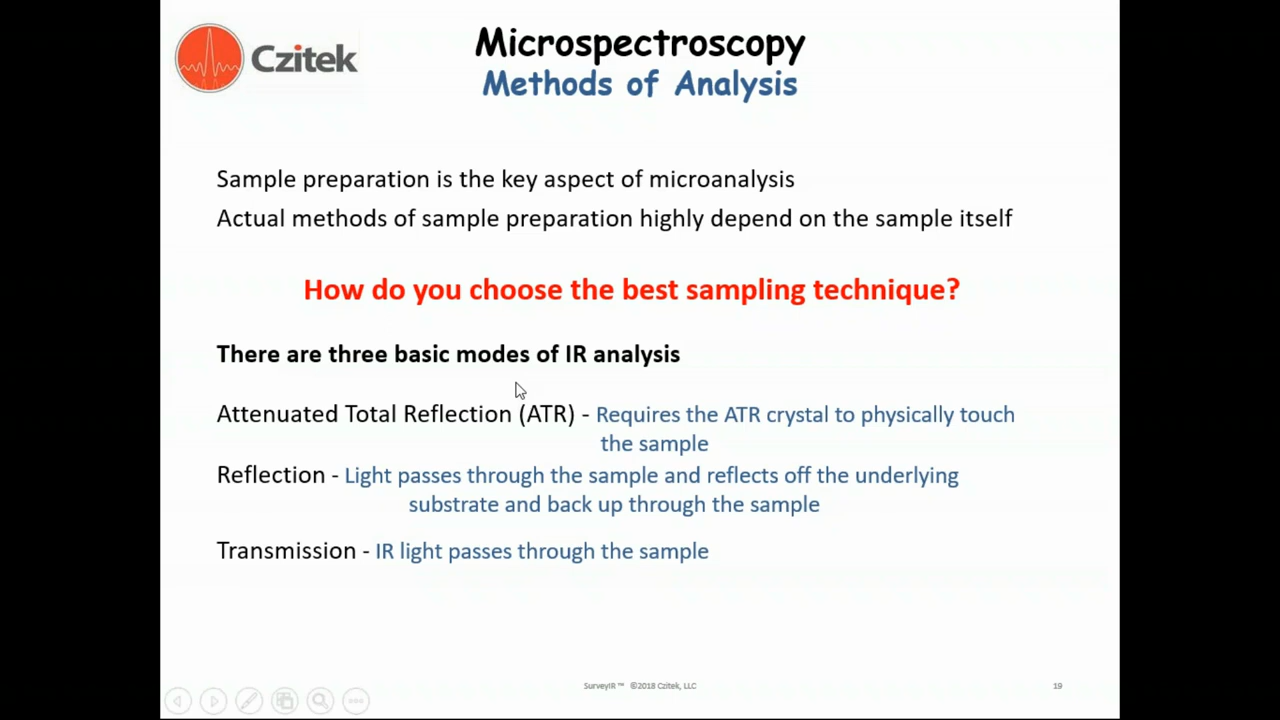 Czitek
Microspectroscopy
Methods of Analysis
Sample preparation is the key aspect of microanalysis
Actual methods of sample preparation highly depend on the sample itself
How do you choose the best sampling technique?
There are three basic modes of IR analysis
Attenuated Total Reflection (ATR) - Requires the ATR crystal to physically touch
the sample
Reflection - Light passes through the sample and reflects off the underlying
substrate and back up through the sample
Transmission - IR light passes through the sample
SurveyIR™ ©2018 Czitek, LLC
19